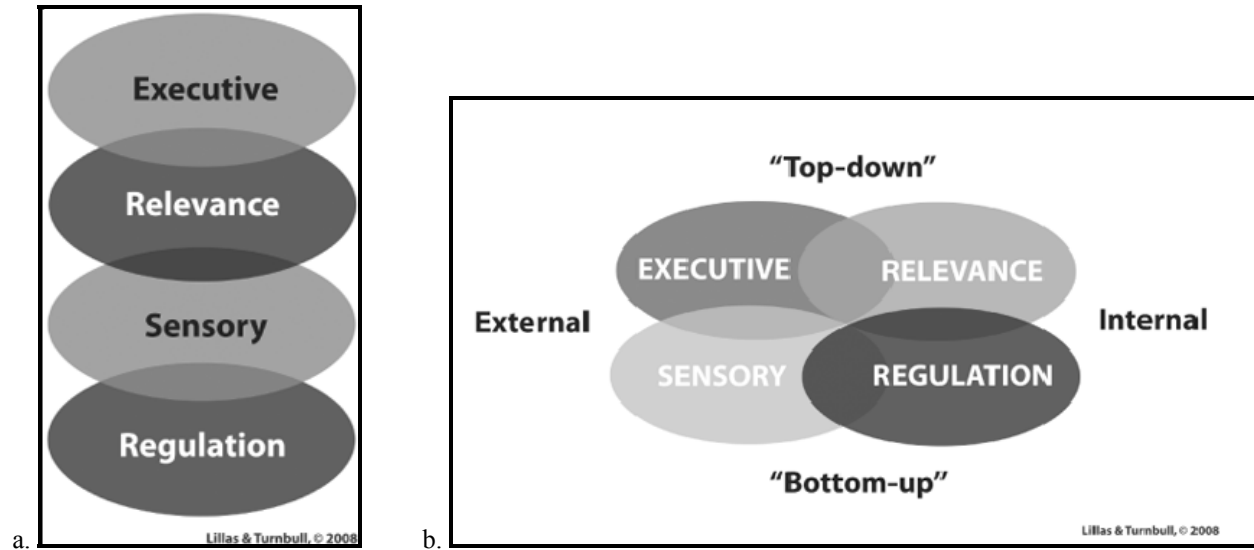 Executive
Relevance
Sensory
Regulation
Lillas & Turnbull, © 2008
a.
“Top-down”
EXECUTIVE RELEVANCE
External Internal
SENSORY REGULATION
“Bottom-up”
Lillas & Turnbull, © 2008
b.